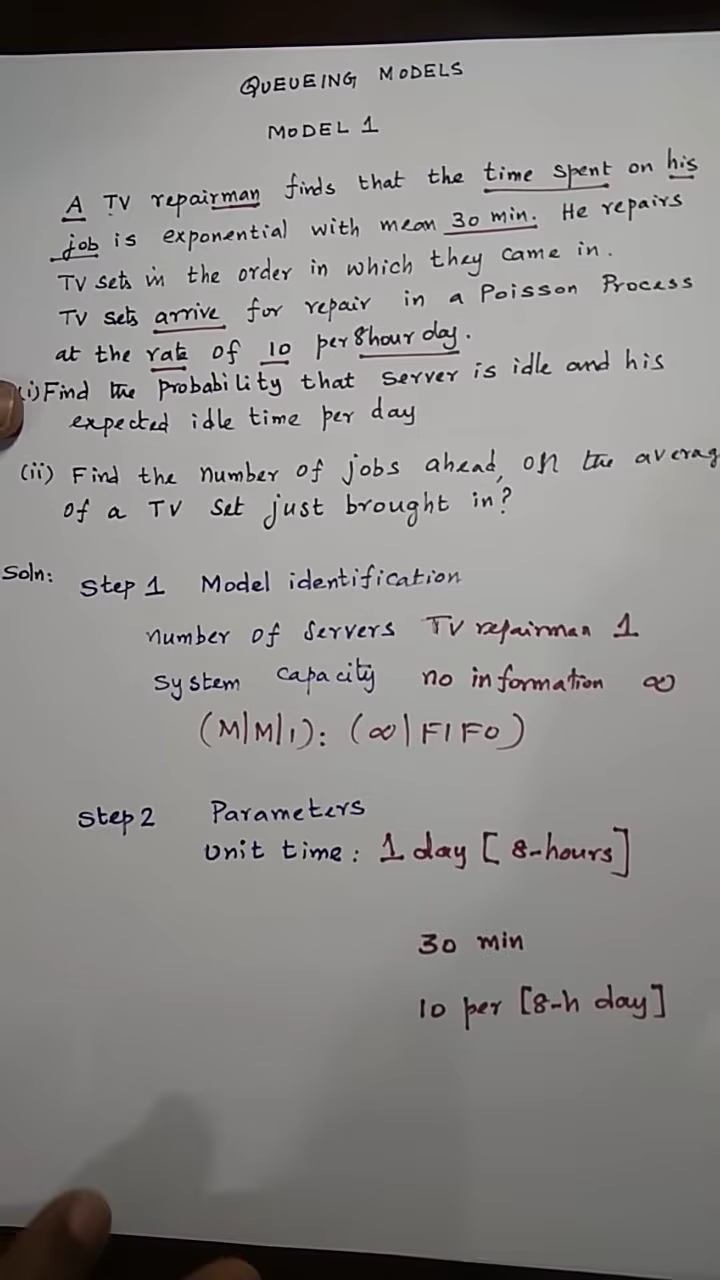 QUEUEING MODELS
MODEL 1
A TV repairman finds that the time spent on his
job is exponential with mean 30 min. He repairs
TV sets in the order in which they came in.
TV sets arrive for repair in a Poisson Process
at the rate of 10 per 8hour day.
(i) Find the probability that server is idle and his
expected idle time per day
(ii) Find the number of jobs ahead, on the averag
of a TV set just brought in?
Soln: Step 1 Model identification
number of servers TV repairman 1
System capacity no information ∞
(M|M|1): (∞|FIFO)
Step 2 Parameters
Unit time: 1 day [8-hours]
30 min
10 per [8-h day]